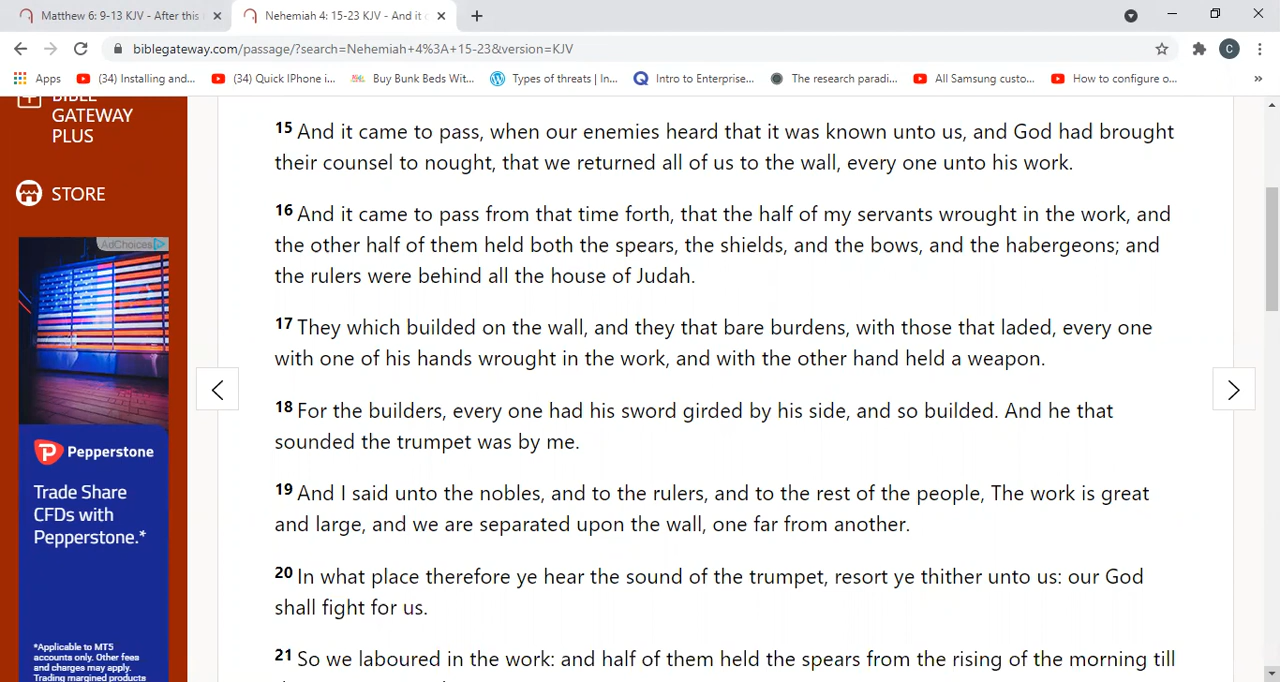 Matthew 6: 9-13 KJV - After this
Nehemiah 4: 15-23 KJV - And it c
biblegateway.com/passage/?search=Nehemiah+4%3A+15-23&version=KJV
C
Apps
(34) Installing and...
(34) Quick IPhone i...
Buy Bunk Beds Wit...
Types of threats | In...
Intro to Enterprise...
The research paradi...
All Samsung custo...
How to configure o...
»
BIBLE
GATEWAY
PLUS
STORE
AdChoices
Pepperstone
Trade Share
CFDs with
Pepperstone.*
*Applicable to MT5
accounts only. Other fees
and charges may apply.
Trading margined products
15 And it came to pass, when our enemies heard that it was known unto us, and God had brought
their counsel to nought, that we returned all of us to the wall, every one unto his work.
16 And it came to pass from that time forth, that the half of my servants wrought in the work, and
the other half of them held both the spears, the shields, and the bows, and the habergeons; and
the rulers were behind all the house of Judah.
17 They which builded on the wall, and they that bare burdens, with those that laded, every one
with one of his hands wrought in the work, and with the other hand held a weapon.
18 For the builders, every one had his sword girded by his side, and so builded. And he that
sounded the trumpet was by me.
19 And I said unto the nobles, and to the rulers, and to the rest of the people, The work is great
and large, and we are separated upon the wall, one far from another.
20 In what place therefore ye hear the sound of the trumpet, resort ye thither unto us: our God
shall fight for us.
21 So we laboured in the work: and half of them held the spears from the rising of the morning till